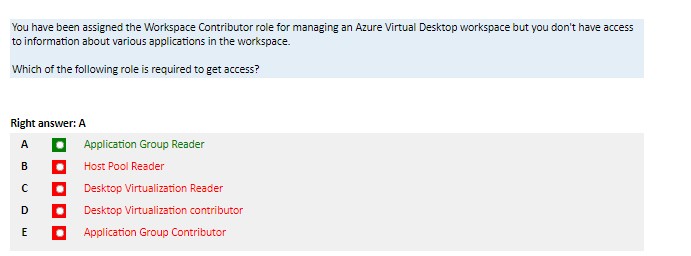 You have been assigned the Workspace Contributor role for managing an Azure Virtual Desktop workspace but you don't have access
to information about various applications in the workspace.
Which of the following role is required to get access?
Right answer: A
A Application Group Reader
B Host Pool Reader
C Desktop Virtualization Reader
D Desktop Virtualization contributor
E Application Group Contributor